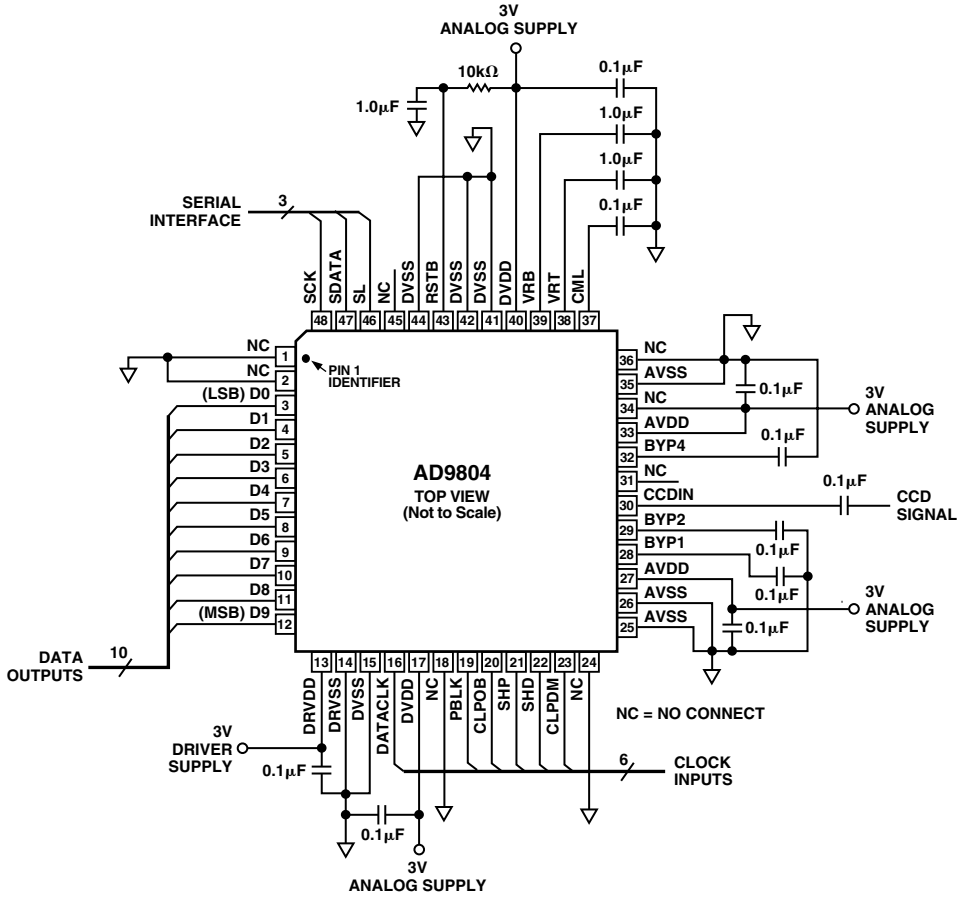 3V
ANALOG SUPPLY
10kΩ
0.1μF
1.0μF
1.0μF
1.0μF
0.1μF
SERIAL
INTERFACE
3
SCK
SDATA
SL
NC
DVSS
RSTB
DVSS
DVSS
DVDD
VRB
VRT
CML
48 47 46 45 44 43 42 41 40 39 38 37
NC 1
NC 2
(LSB) D0 3
D1 4
D2 5
D3 6
D4 7
D5 8
D6 9
D7 10
D8 11
(MSB) D9 12
DATA
OUTPUTS
10
PIN 1
IDENTIFIER
AD9804
TOP VIEW
(Not to Scale)
36 NC
35 AVSS
34 NC
33 AVDD
32 BYP4
31 NC
30 CCDIN
29 BYP2
28 BYP1
27 AVDD
26 AVSS
25 AVSS
0.1μF
3V
ANALOG
SUPPLY
0.1μF
0.1μF
CCD
SIGNAL
0.1μF
0.1μF
3V
ANALOG
SUPPLY
0.1μF
13 14 15 16 17 18 19 20 21 22 23 24
DRVDD
DRVSS
DVSS
DATACLK
DVDD
NC
PBLK
CLPOB
SHP
SHD
CLPDM
NC
NC = NO CONNECT
3V
DRIVER
SUPPLY
0.1μF
6
CLOCK
INPUTS
0.1μF
3V
ANALOG SUPPLY